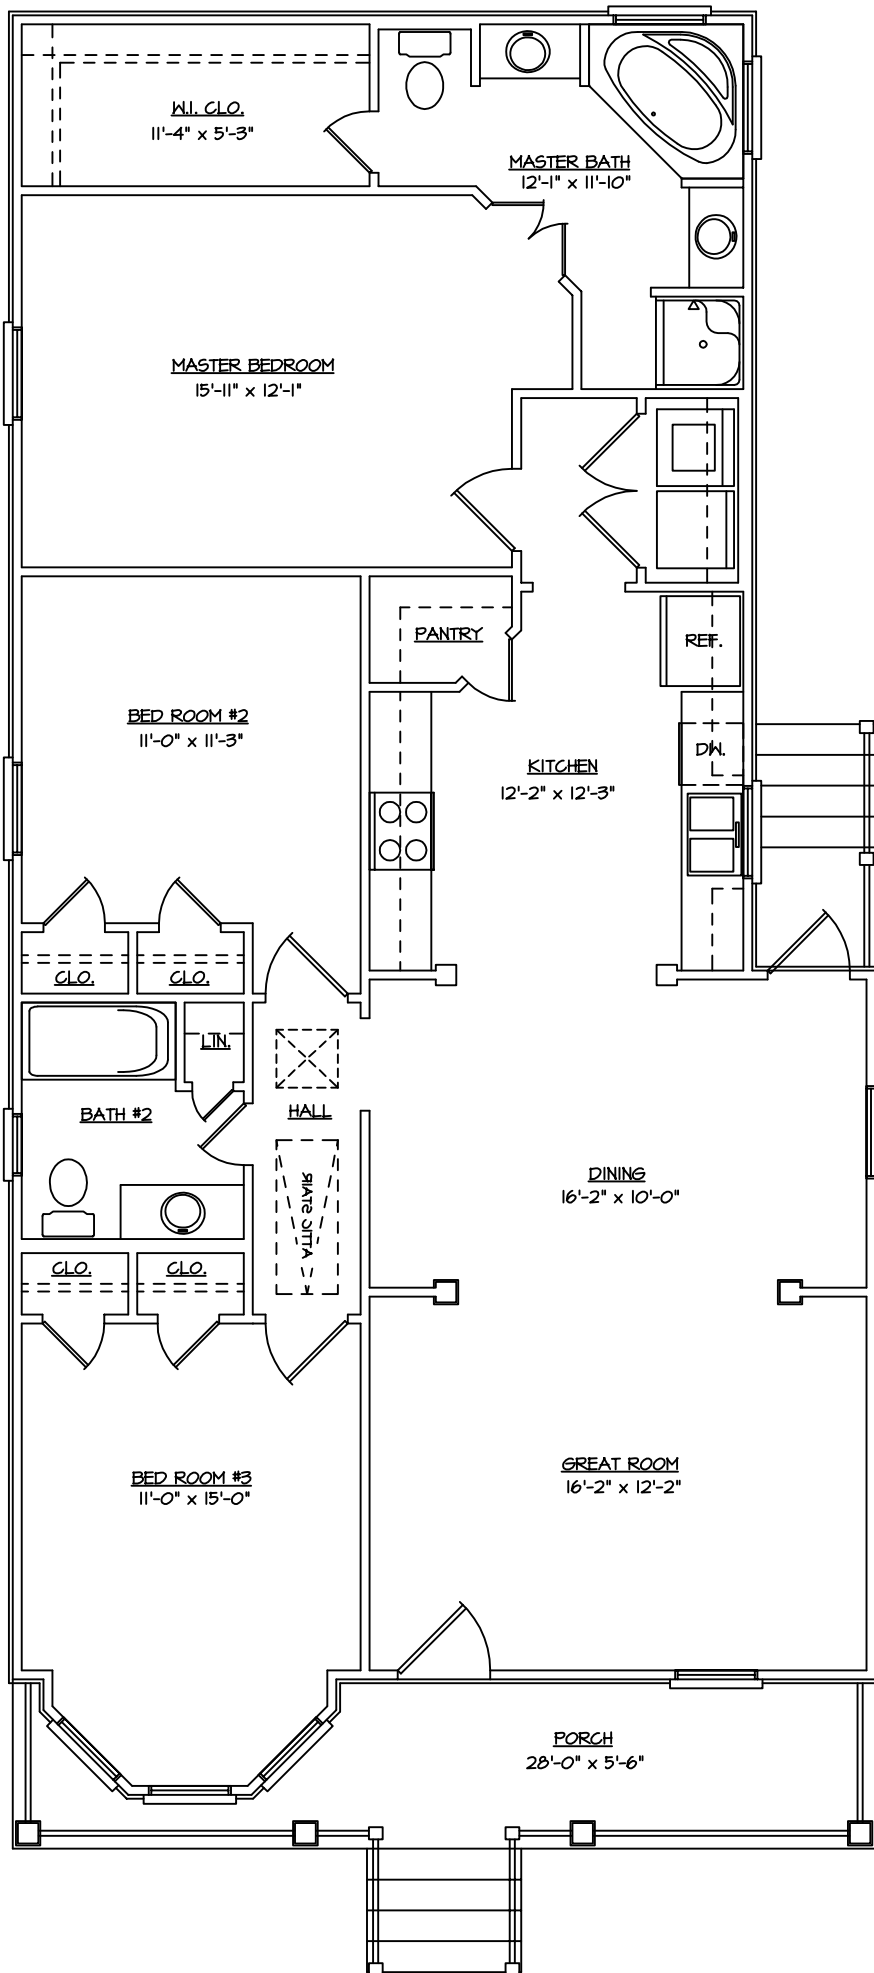 W.I. CLO.
11'-4" x 5'-3"
MASTER BATH
12'-1" x 11'-10"
MASTER BEDROOM
15'-11" x 12'-1"
PANTRY
REF.
BED ROOM #2
11'-0" x 11'-3"
DW.
KITCHEN
12'-2" x 12'-3"
CLO.
CLO.
LIN.
BATH #2
HALL
DINING
16'-2" x 10'-0"
ATTIC STAIR
CLO.
CLO.
BED ROOM #3
11'-0" x 15'-0"
GREAT ROOM
16'-2" x 12'-2"
PORCH
28'-0" x 5'-6"